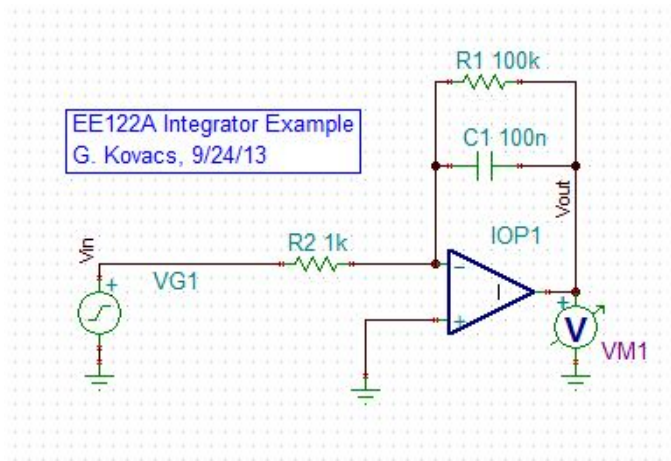 R1 100k
EE122A Integrator Example
G. Kovacs, 9/24/13
C1 100n
Vout
Vin
R2 1k
IOP1
VG1
+
−
I
+
+
V
VM1